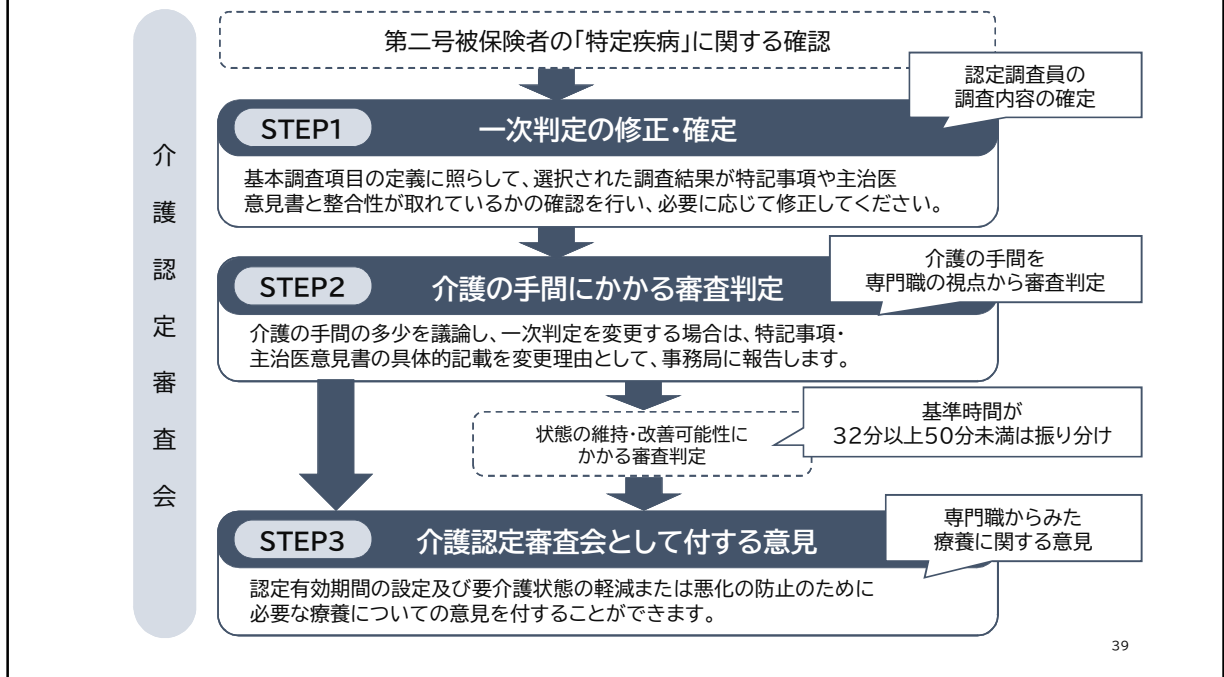 介護認定審査会
第二号被保険者の「特定疾病」に関する確認
認定調査員の
調査内容の確定
STEP1
一次判定の修正・確定
基本調査項目の定義に照らして、選択された調査結果が特記事項や主治医
意見書と整合性が取れているかの確認を行い、必要に応じて修正してください。
STEP2
介護の手間にかかる審査判定
介護の手間を
専門職の視点から審査判定
介護の手間の多少を議論し、一次判定を変更する場合は、特記事項・
主治医意見書の具体的記載を変更理由として、事務局に報告します。
状態の維持・改善可能性に
かかる審査判定
基準時間が
32分以上50分未満は振り分け
STEP3
介護認定審査会として付する意見
専門職からみた
療養に関する意見
認定有効期間の設定及び要介護状態の軽減または悪化の防止のために
必要な療養についての意見を付することができます。
39